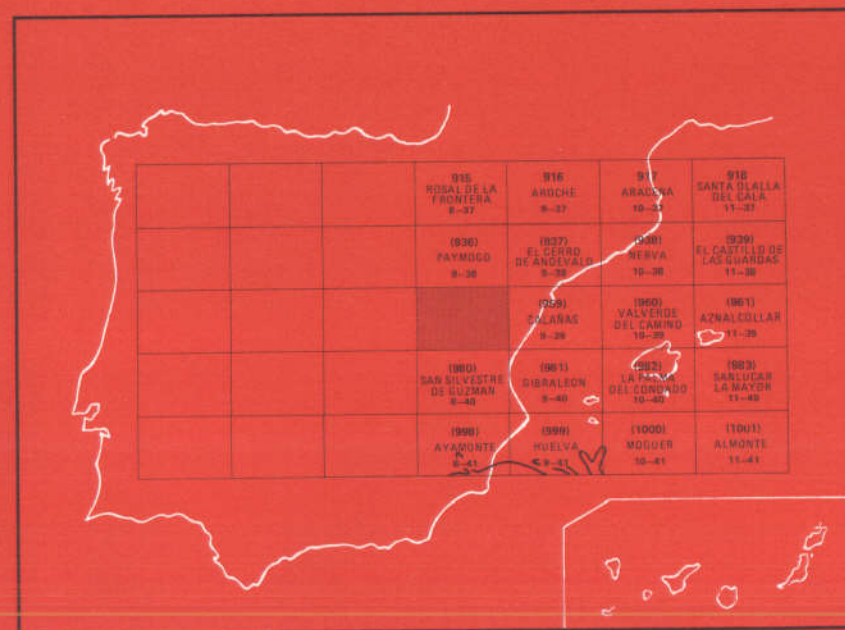 915
ROSAL DE LA
FRONTERA
8-37
916
AROCHE
9-37
917
ARACENA
10-37
918
SANTA OLALLA
DEL CALA
11-37
(936)
PAYMOGO
8-38
(937)
EL CERRO
DE ANDEVALO
9-38
(938)
NERVA
10-38
(939)
EL CASTILLO DE
LAS GUARDAS
11-38
(959)
CALAÑAS
9-39
(960)
VALVERDE
DEL CAMINO
10-39
(961)
AZNALCOLLAR
11-39
(980)
SAN SILVESTRE
DE GUZMAN
8-40
(981)
GIBRALEON
9-40
(982)
LA PALMA
DEL CONDADO
10-40
(983)
SANLUCAR
LA MAYOR
11-40
(998)
AYAMONTE
8-41
(999)
HUELVA
9-41
(1000)
MOGUER
10-41
(1001)
ALMONTE
11-41